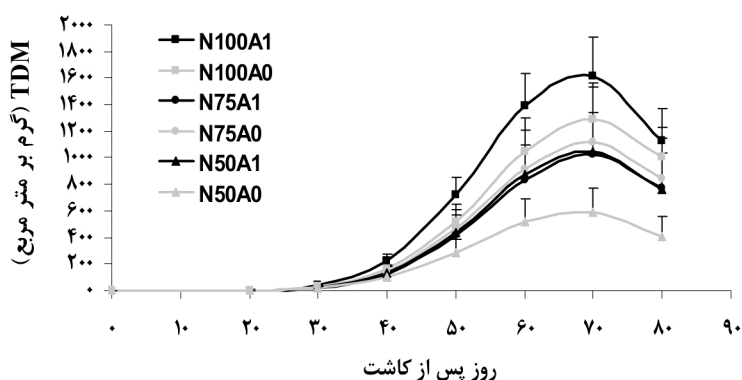 ۲۰۰۰
۱۸۰۰
۱۶۰۰
۱۴۰۰
۱۲۰۰
۱۰۰۰
۸۰۰
۶۰۰
۴۰۰
۲۰۰
۰
TDM (گرم بر متر مربع)
N100A1
N100A0
N75A1
N75A0
N50A1
N50A0
۰ ۱۰ ۲۰ ۳۰ ۴۰ ۵۰ ۶۰ ۷۰ ۸۰ ۹۰
روز پس از کاشت